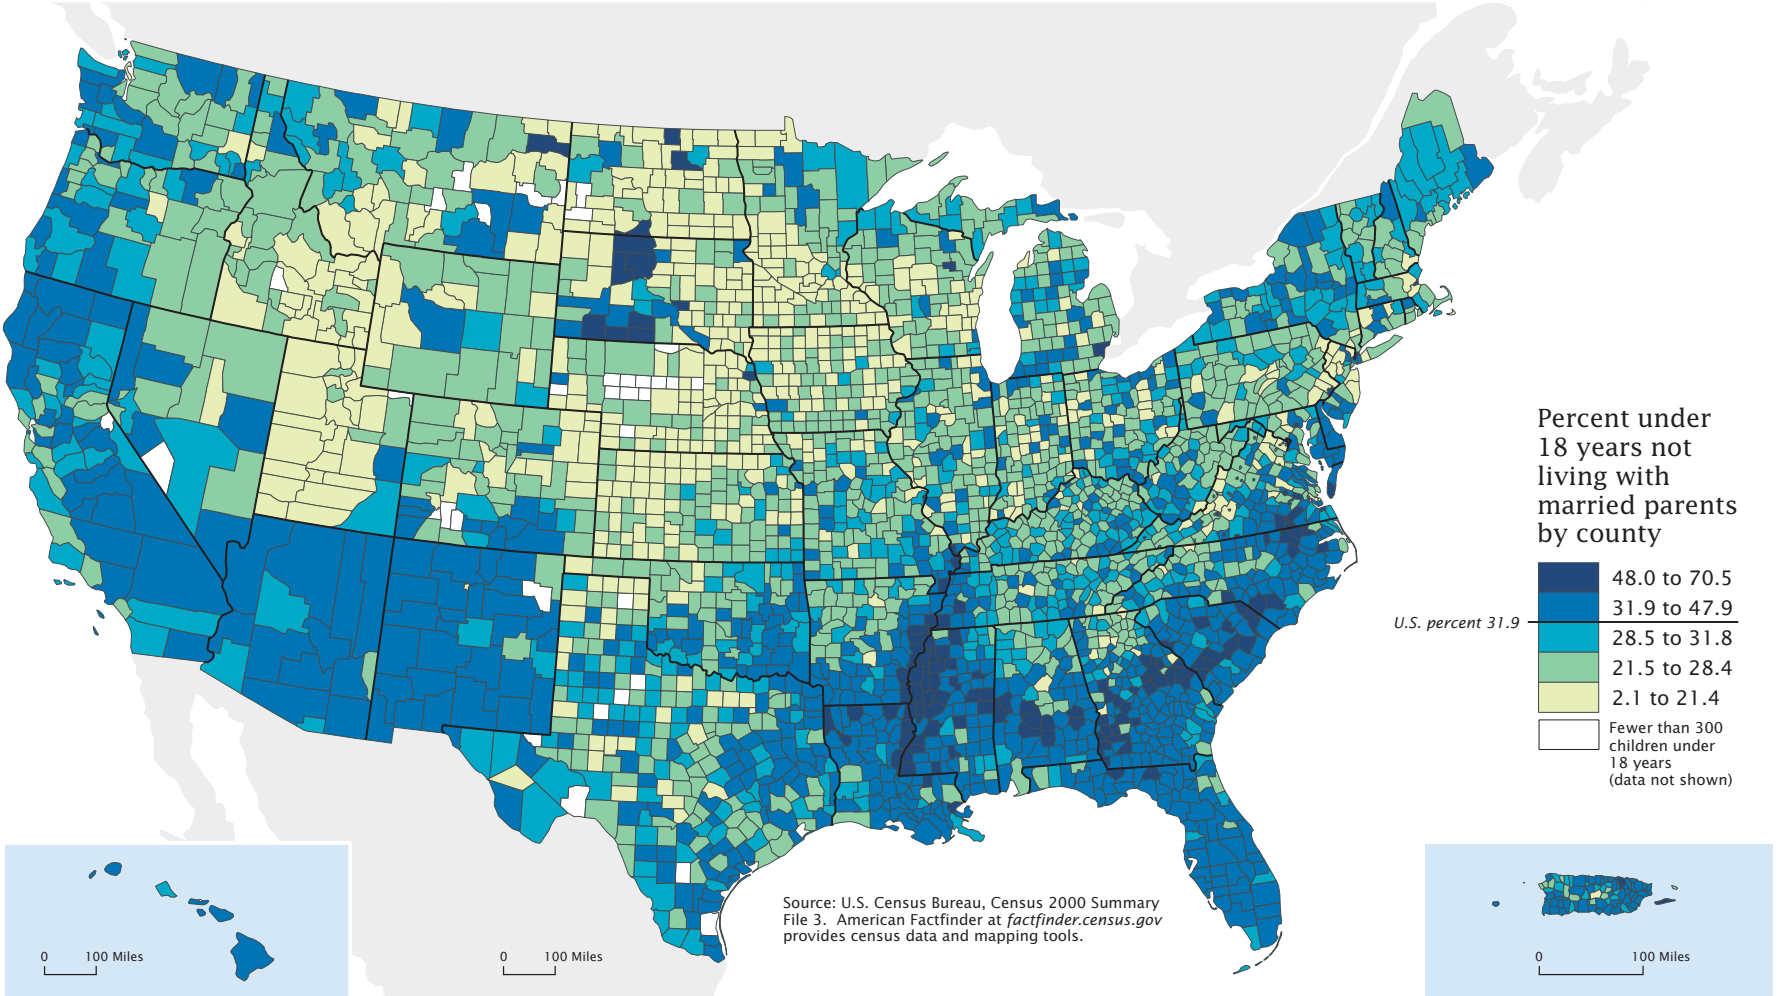 Percent under
18 years not
living with
married parents
by county
48.0 to 70.5
31.9 to 47.9
U.S. percent 31.9
28.5 to 31.8
21.5 to 28.4
2.1 to 21.4
Fewer than 300
children under
18 years
(data not shown)
Source: U.S. Census Bureau, Census 2000 Summary
File 3. American Factfinder at factfinder.census.gov
provides census data and mapping tools.
0 100 Miles
0 100 Miles
0 100 Miles